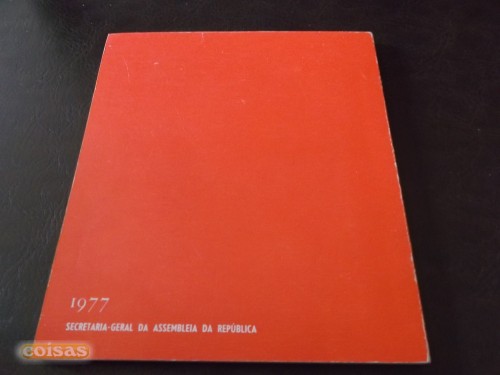 1977
SECRETARIA-GERAL DA ASSEMBLEIA DA REPÚBLICA
coisas